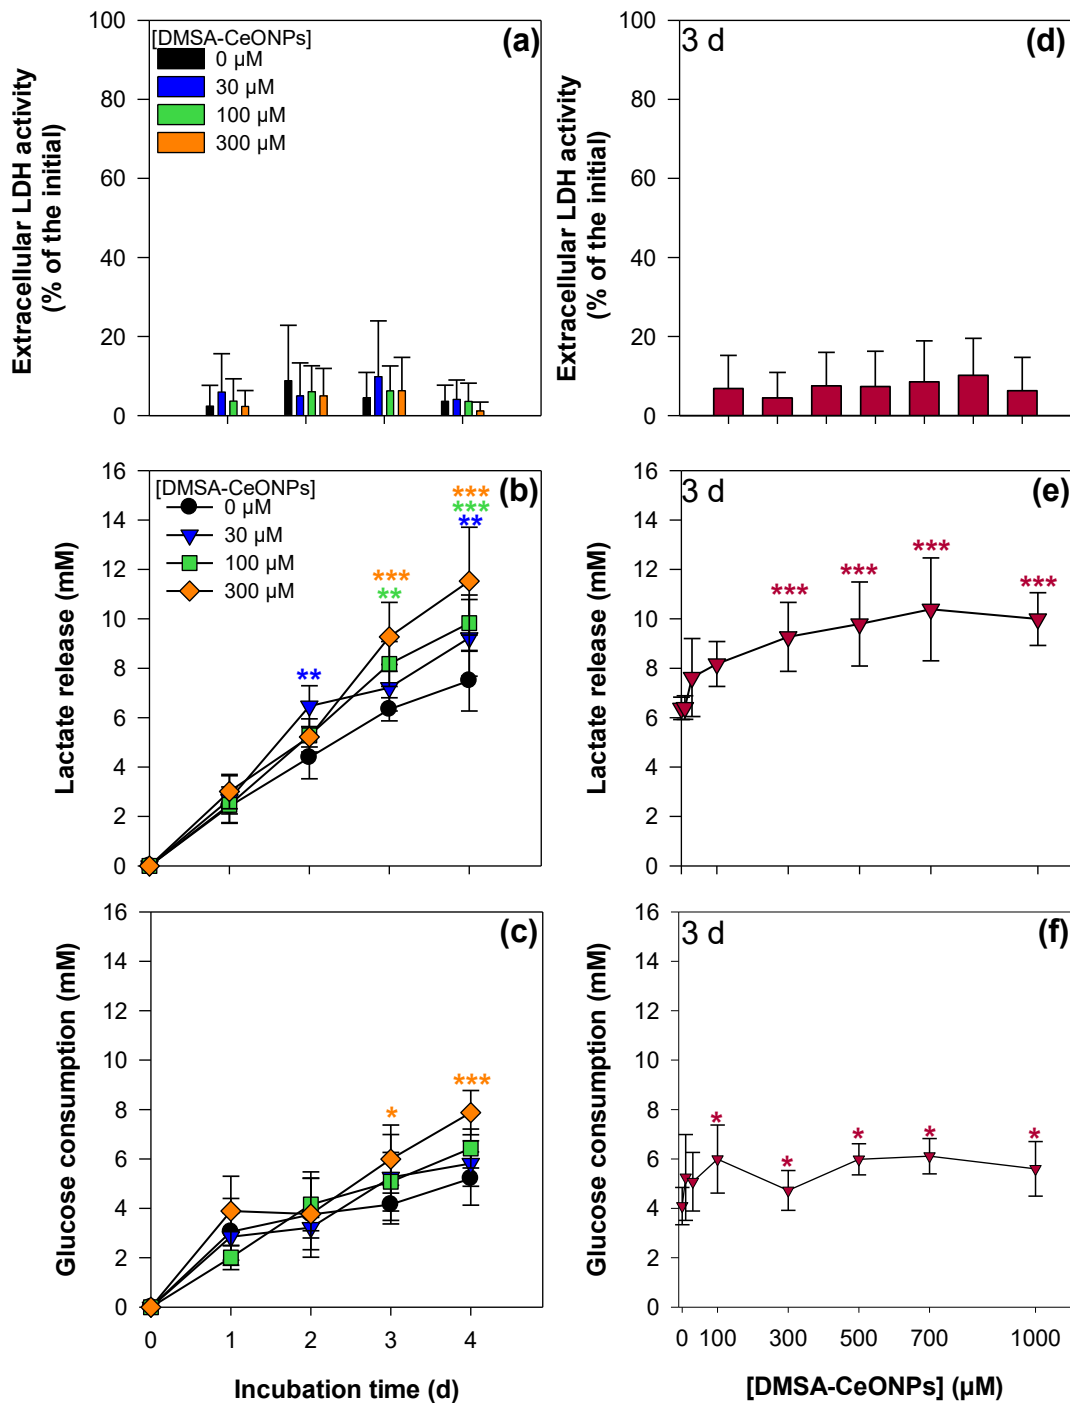 Extracellular LDH activity
(% of the initial)
100
80
60
40
20
0
[DMSA-CeONPs]
0 µM
30 µM
100 µM
300 µM
(a)
Extracellular LDH activity
(% of the initial)
100
80
60
40
20
0
3 d
(d)
Lactate release (mM)
16
14
12
10
8
6
4
2
0
[DMSA-CeONPs]
0 µM
30 µM
100 µM
300 µM
(b)
**
***
**
***
***
**
Lactate release (mM)
16
14
12
10
8
6
4
2
0
3 d
(e)
***
***
***
***
Glucose consumption (mM)
16
14
12
10
8
6
4
2
0
(c)
*
***
0
1
2
3
4
Incubation time (d)
Glucose consumption (mM)
16
14
12
10
8
6
4
2
0
3 d
(f)
*
*
*
*
*
0
100
300
500
700
1000
[DMSA-CeONPs] (µM)